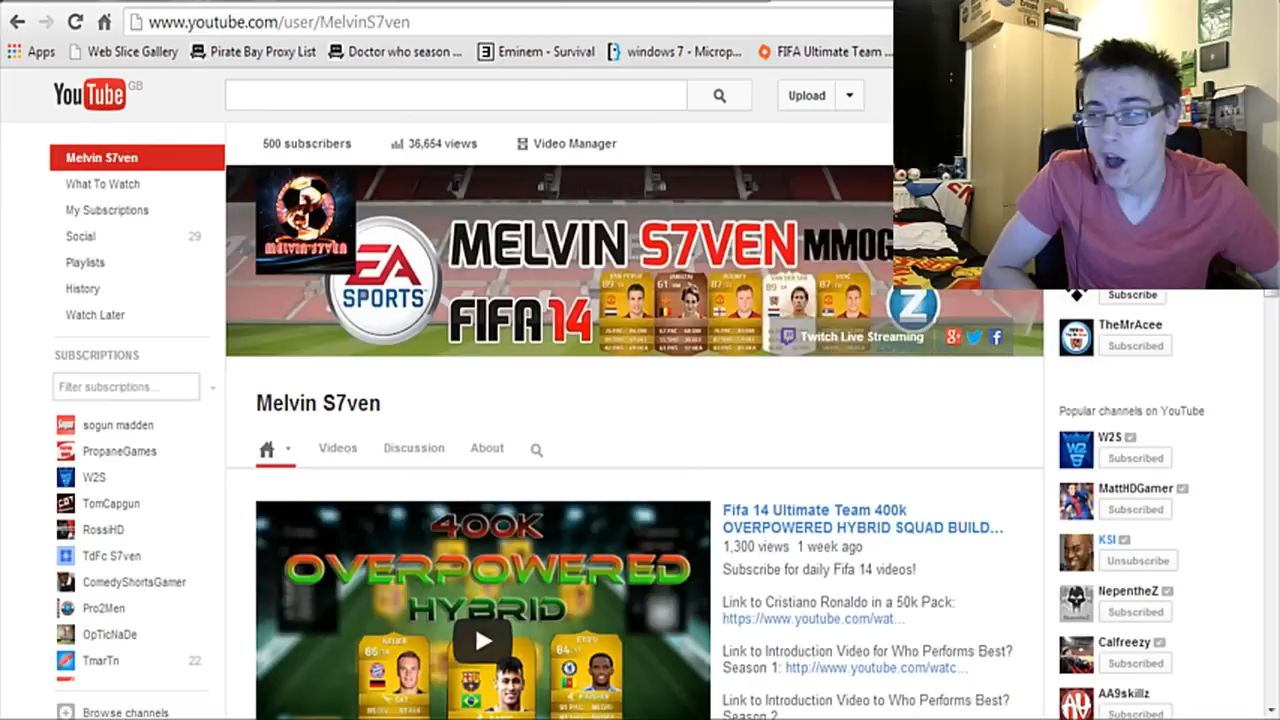 www.youtube.com/user/MelvinS7ven
Apps
Web Slice Gallery
Pirate Bay Proxy List
Doctor who season ...
Eminem - Survival
windows 7 - Microp...
FIFA Ultimate Team ...
YouTube GB
Upload
Melvin S7ven
What To Watch
My Subscriptions
Social 29
Playlists
History
Watch Later
SUBSCRIPTIONS
Filter subscriptions...
sogun madden
PropaneGames
W2S
TomCapgun
RossiHD
TdFc S7ven
ComedyShortsGamer
Pro2Men
OpTicNaDe
TmarTn 22
Browse channels
500 subscribers
36,654 views
Video Manager
MELVIN S7VEN
EA
SPORTS
MELVIN S7VEN MMOG
FIFA 14
Twitch Live Streaming
Melvin S7ven
Videos
Discussion
About
400K
OVERPOWERED
HYBRID
Fifa 14 Ultimate Team 400k
OVERPOWERED HYBRID SQUAD BUILD...
1,300 views 1 week ago
Subscribe for daily Fifa 14 videos!
Link to Cristiano Ronaldo in a 50k Pack:
https://www.youtube.com/wat...
Link to Introduction Video for Who Performs Best?
Season 1: http://www.youtube.com/watc...
Link to Introduction Video to Who Performs Best?
Season 2
Subscribe
TheMrAcee
Subscribed
Popular channels on YouTube
W2S
Subscribed
MattHDGamer
Subscribed
KSI
Unsubscribe
NepentheZ
Subscribed
Calfreezy
Subscribed
AA9skillz
Subscribed